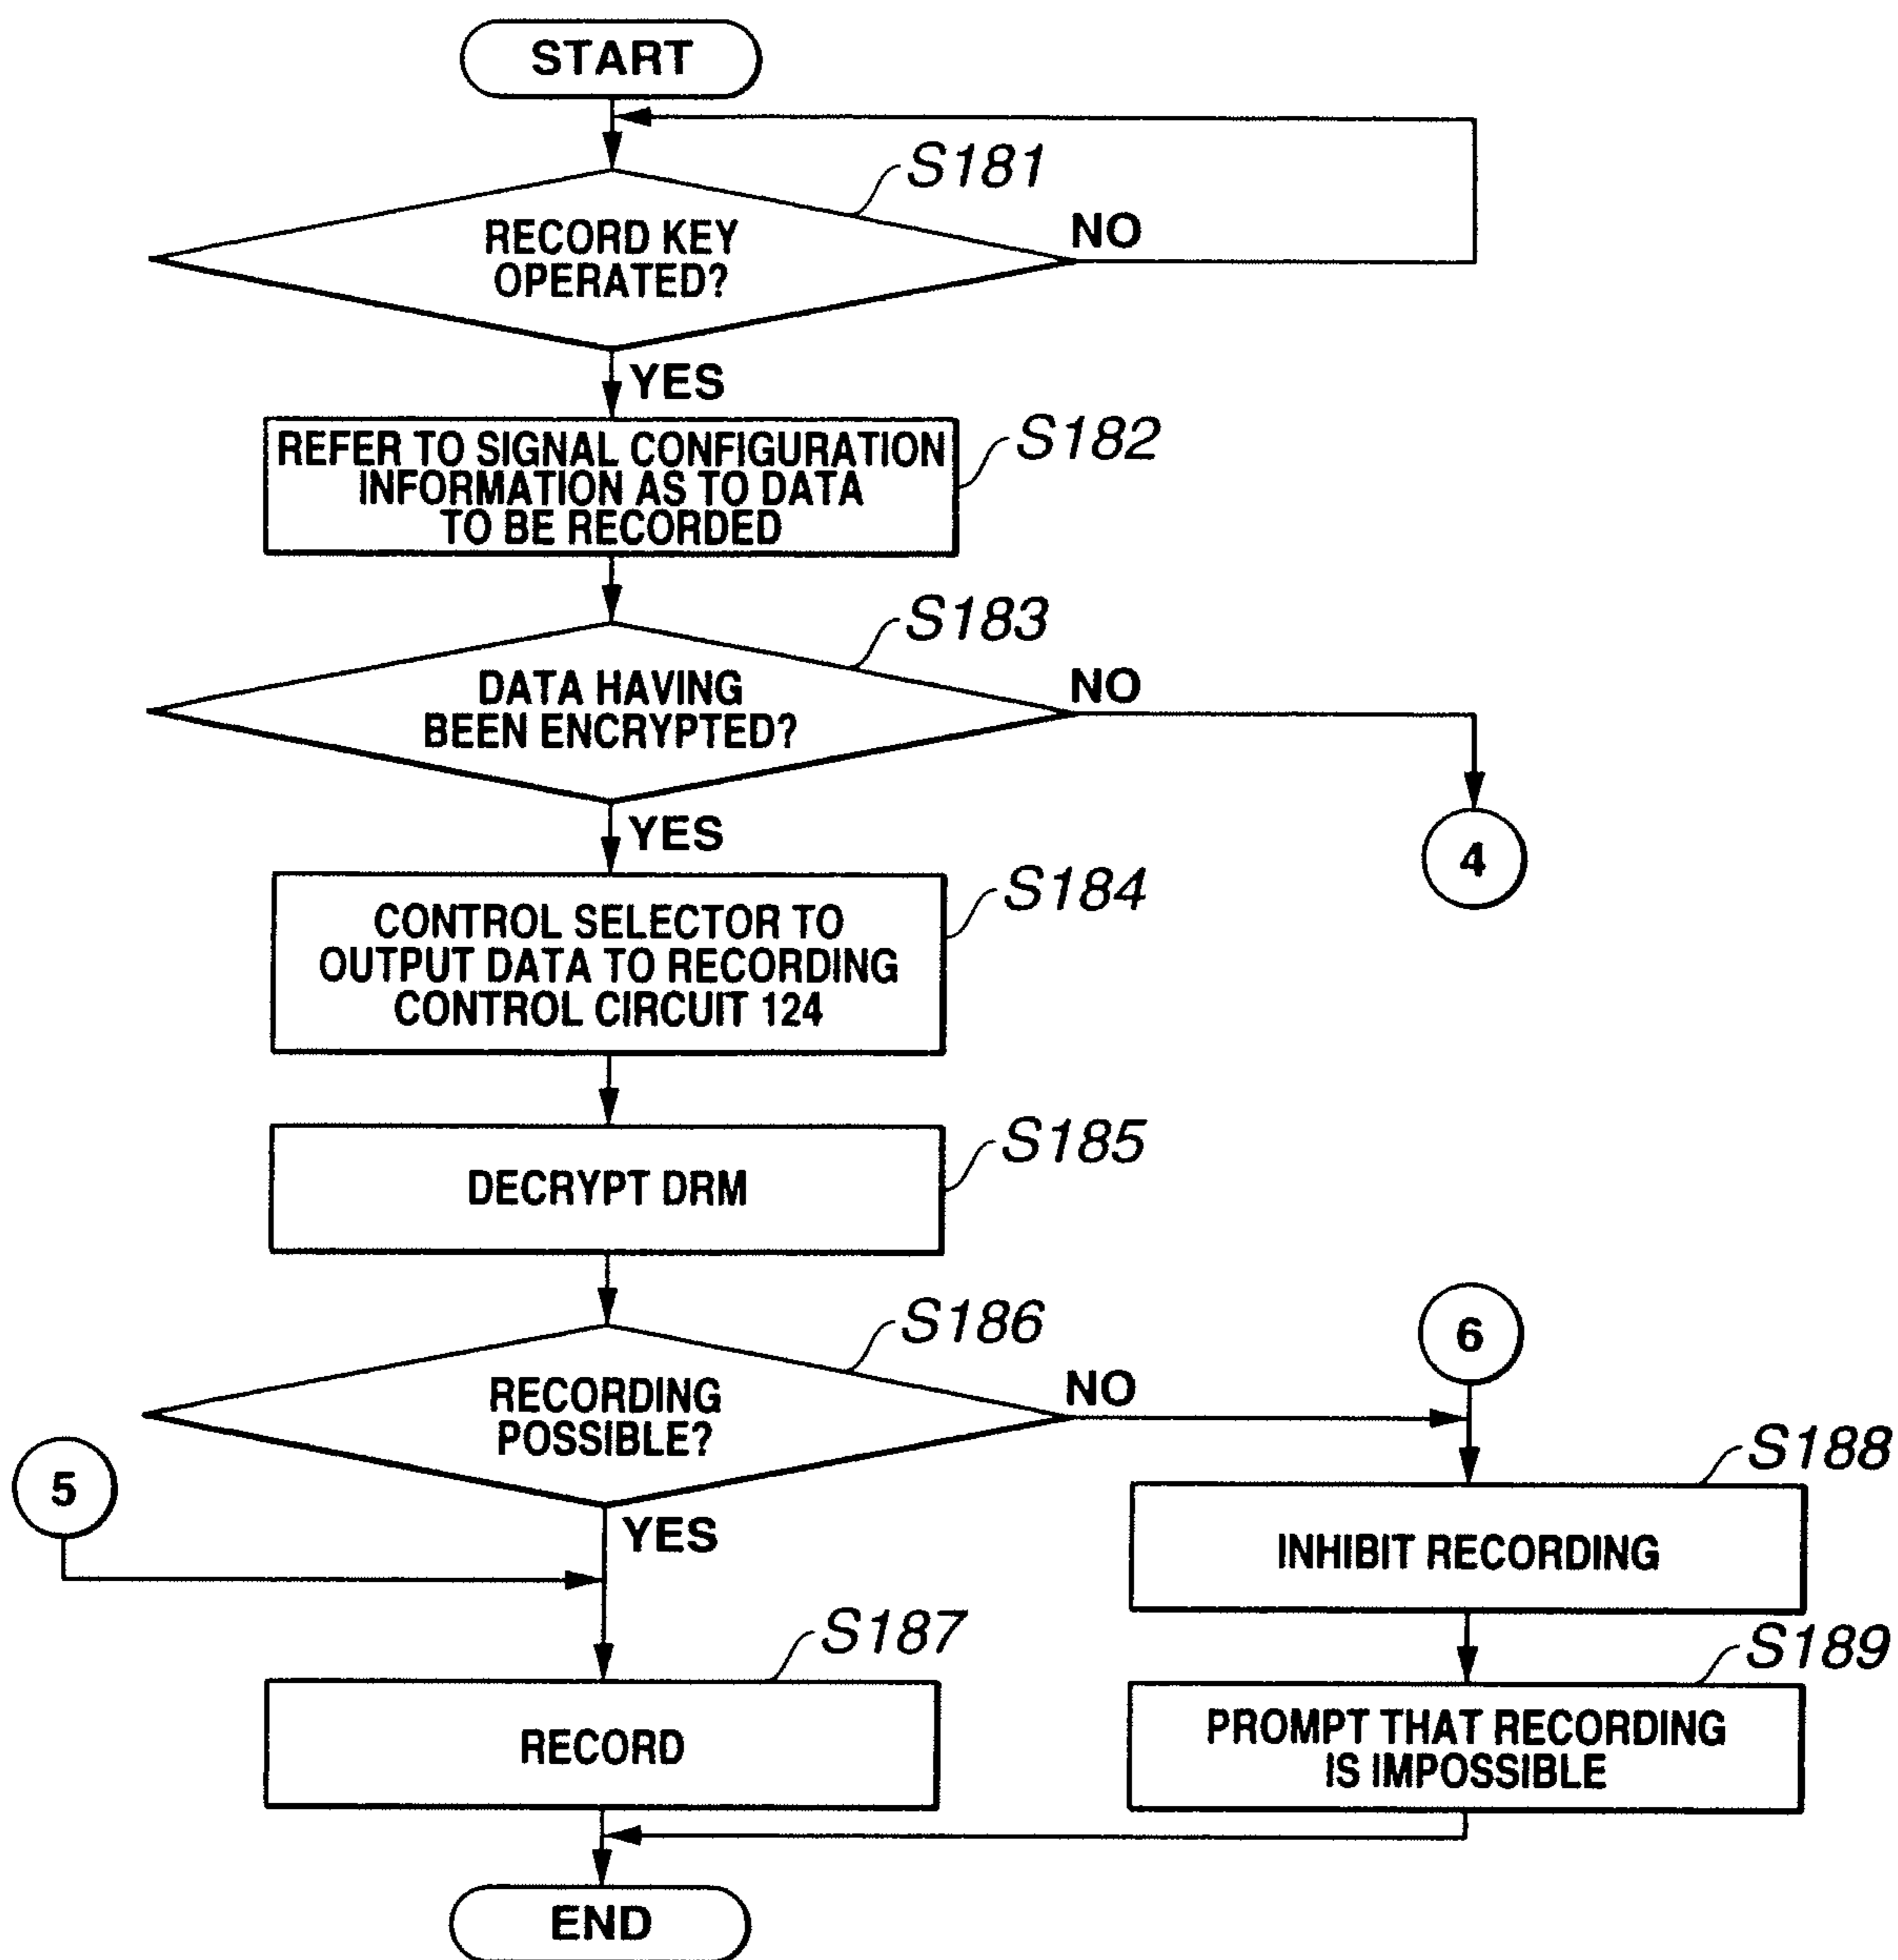 START
S181
RECORD KEY
OPERATED?
NO
YES
S182
REFER TO SIGNAL CONFIGURATION
INFORMATION AS TO DATA
TO BE RECORDED
S183
DATA HAVING
BEEN ENCRYPTED?
NO
YES
4
S184
CONTROL SELECTOR TO
OUTPUT DATA TO RECORDING
CONTROL CIRCUIT 124
S185
DECRYPT DRM
S186
RECORDING
POSSIBLE?
NO
6
5
YES
S188
INHIBIT RECORDING
S187
RECORD
S189
PROMPT THAT RECORDING
IS IMPOSSIBLE
END